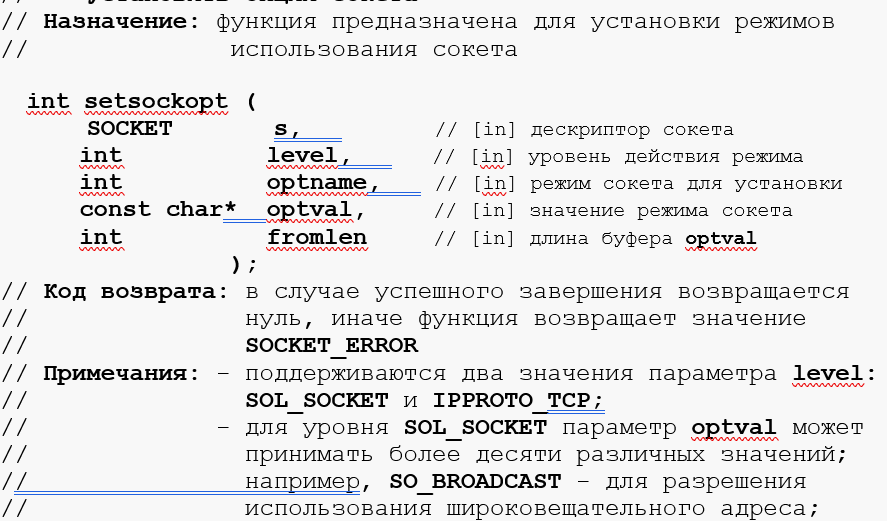 // Назначение: функция предназначена для установки режимов
// использования сокета
int setsockopt (
SOCKET s, // [in] дескриптор сокета
int level, // [in] уровень действия режима
int optname, // [in] режим сокета для установки
const char* optval, // [in] значение режима сокета
int fromlen // [in] длина буфера optval
);
// Код возврата: в случае успешного завершения возвращается
// нуль, иначе функция возвращает значение
// SOCKET_ERROR
// Примечания: – поддерживаются два значения параметра level:
// SOL_SOCKET и IPPROTO_TCP;
// – для уровня SOL_SOCKET параметр optval может
// принимать более десяти различных значений;
// например, SO_BROADCAST – для разрешения
// использования широковещательного адреса;